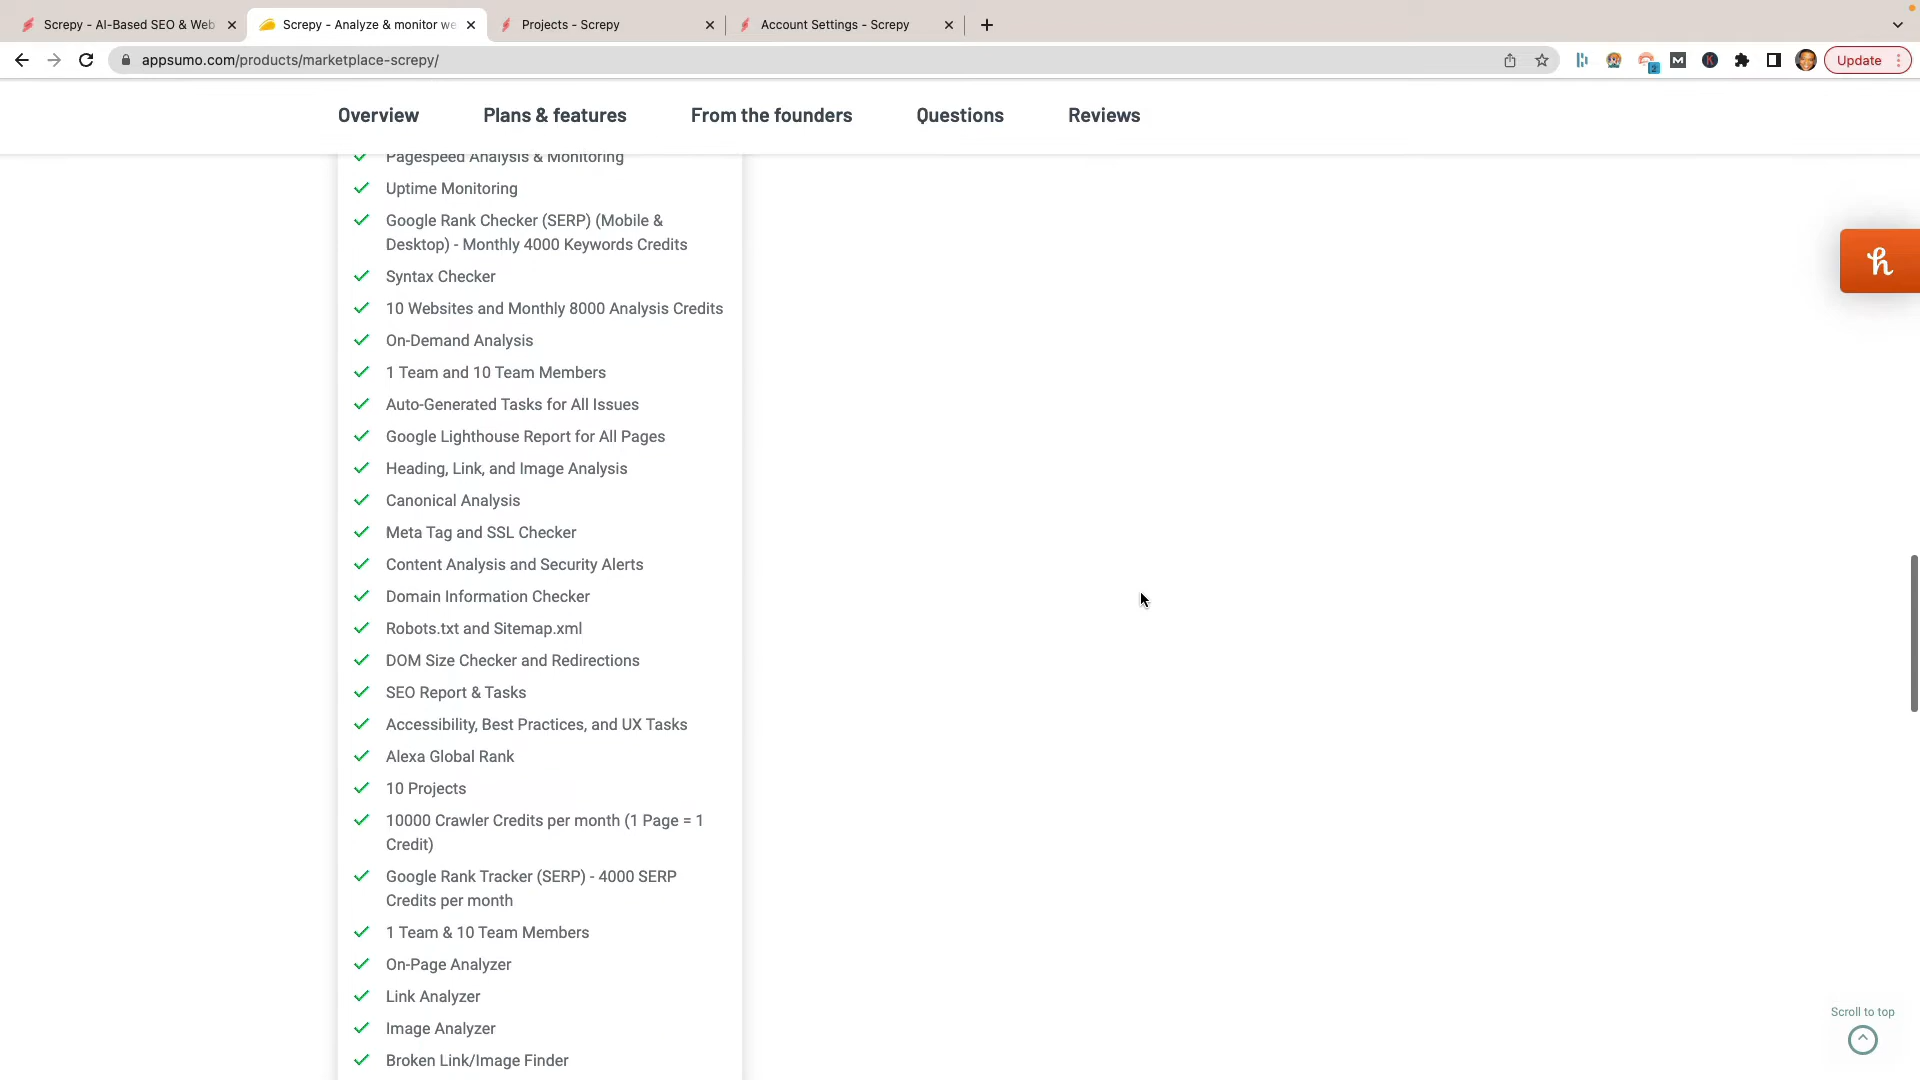 Screpy - AI-Based SEO & Web
Screpy - Analyze & monitor we
Projects - Screpy
Account Settings - Screpy
appsumo.com/products/marketplace-screpy/
2
M
K
Update
Overview
Plans & features
From the founders
Questions
Reviews
Pagespeed Analysis & Monitoring
Uptime Monitoring
Google Rank Checker (SERP) (Mobile &
Desktop) - Monthly 4000 Keywords Credits
h
Syntax Checker
10 Websites and Monthly 8000 Analysis Credits
On-Demand Analysis
1 Team and 10 Team Members
Auto-Generated Tasks for All Issues
Google Lighthouse Report for All Pages
Heading, Link, and Image Analysis
Canonical Analysis
Meta Tag and SSL Checker
Content Analysis and Security Alerts
Domain Information Checker
Robots.txt and Sitemap.xml
DOM Size Checker and Redirections
SEO Report & Tasks
Accessibility, Best Practices, and UX Tasks
Alexa Global Rank
10 Projects
10000 Crawler Credits per month (1 Page = 1
Credit)
Google Rank Tracker (SERP) - 4000 SERP
Credits per month
1 Team & 10 Team Members
On-Page Analyzer
Link Analyzer
Image Analyzer
Broken Link/Image Finder
Scroll to top